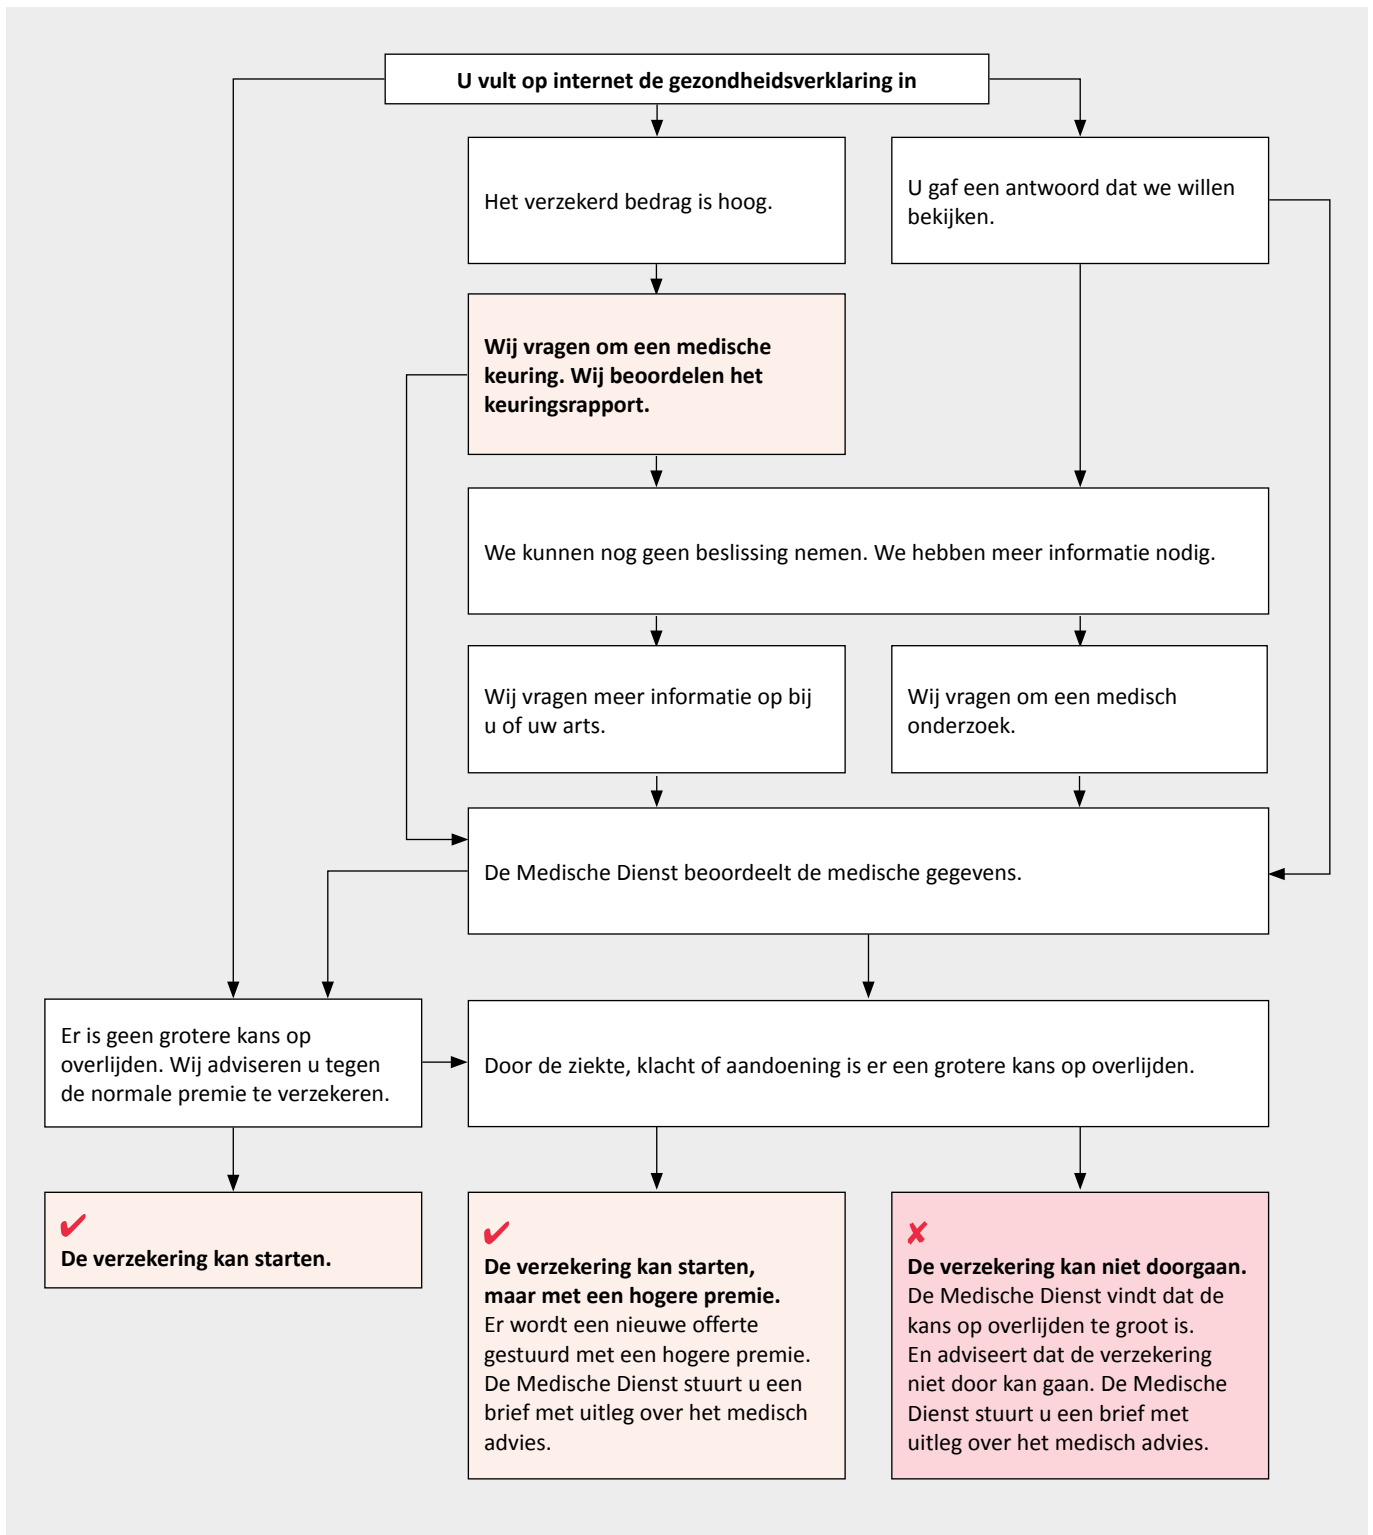 U vult op internet de gezondheidsverklaring in
Het verzekerd bedrag is hoog.
U gaf een antwoord dat we willen
bekijken.
Wij vragen om een medische
keuring. Wij beoordelen het
keuringsrapport.
We kunnen nog geen beslissing nemen. We hebben meer informatie nodig.
Wij vragen meer informatie op bij
u of uw arts.
Wij vragen om een medisch
onderzoek.
De Medische Dienst beoordeelt de medische gegevens.
Er is geen grotere kans op
overlijden. Wij adviseren u tegen
de normale premie te verzekeren.
Door de ziekte, klacht of aandoening is er een grotere kans op overlijden.
✔
De verzekering kan starten.
✔
De verzekering kan starten,
maar met een hogere premie.
Er wordt een nieuwe offerte
gestuurd met een hogere premie.
De Medische Dienst stuurt u een
brief met uitleg over het medisch
advies.
✘
De verzekering kan niet doorgaan.
De Medische Dienst vindt dat de
kans op overlijden te groot is.
En adviseert dat de verzekering
niet door kan gaan. De Medische
Dienst stuurt u een brief met
uitleg over het medisch advies.